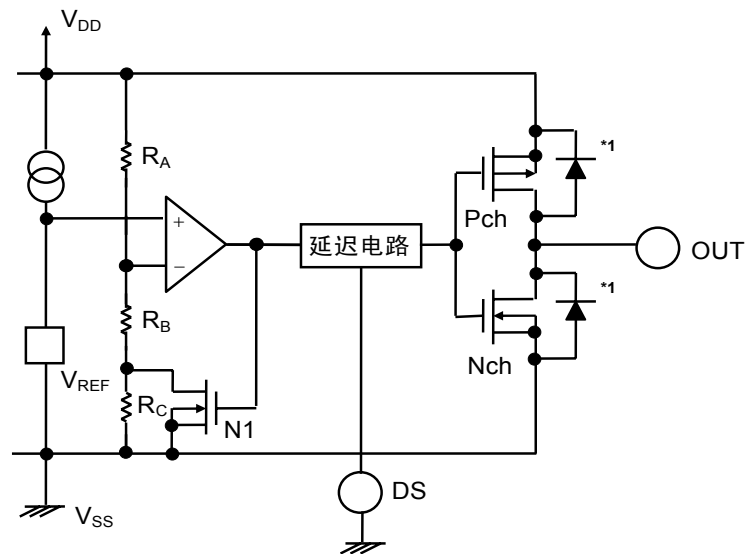 VDD
RA
*1
Pch
+
延迟电路
OUT
−
*1
RB
Nch
VREF
RC
N1
DS
VSS